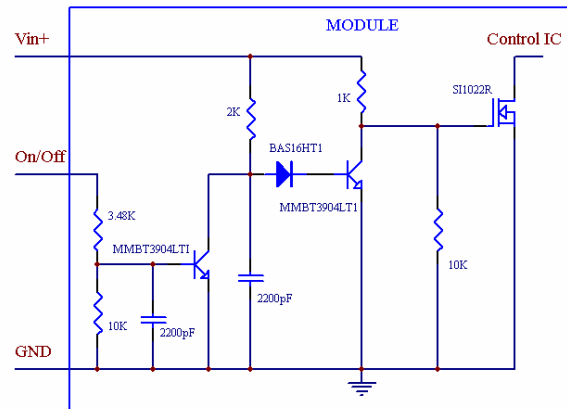 MODULE
Vin+
Control IC
1K
SI1022R
2K
BAS16HT1
On/Off
MMBT3904LT1
3.48K
MMBT3904LTI
10K
2200pF
10K
2200pF
GND